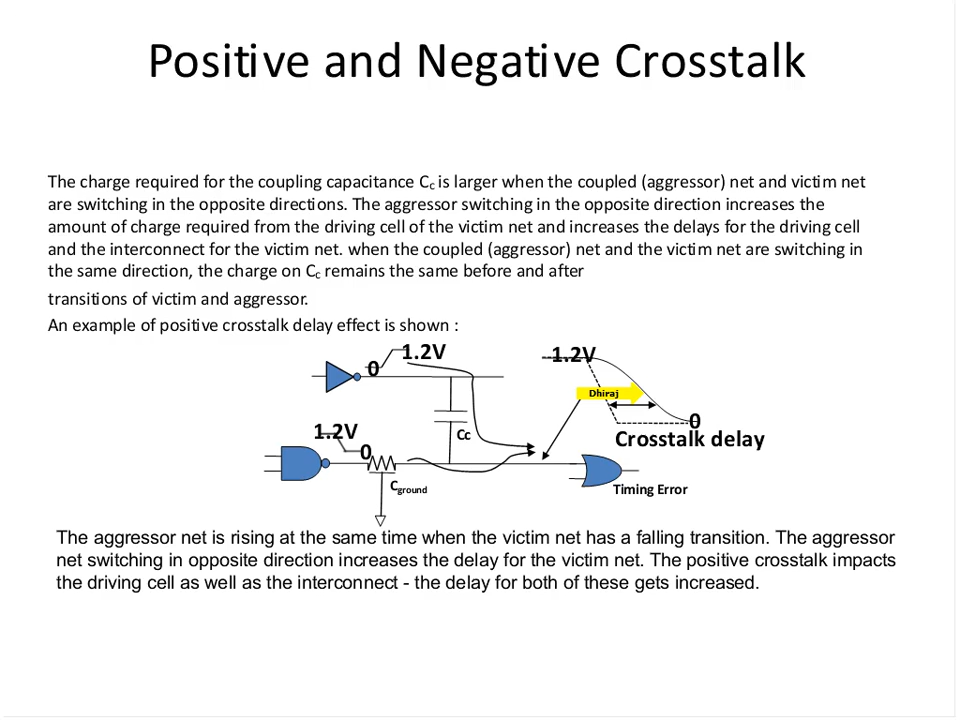 Positive and Negative Crosstalk
The charge required for the coupling capacitance Cc is larger when the coupled (aggressor) net and victim net
are switching in the opposite directions. The aggressor switching in the opposite direction increases the
amount of charge required from the driving cell of the victim net and increases the delays for the driving cell
and the interconnect for the victim net. when the coupled (aggressor) net and the victim net are switching in
the same direction, the charge on Cc remains the same before and after
transitions of victim and aggressor.
An example of positive crosstalk delay effect is shown :
1.2V
0
1.2V
Dhiraj
0
Crosstalk delay
1.2V
0
Cc
Cground
Timing Error
The aggressor net is rising at the same time when the victim net has a falling transition. The aggressor
net switching in opposite direction increases the delay for the victim net. The positive crosstalk impacts
the driving cell as well as the interconnect - the delay for both of these gets increased.